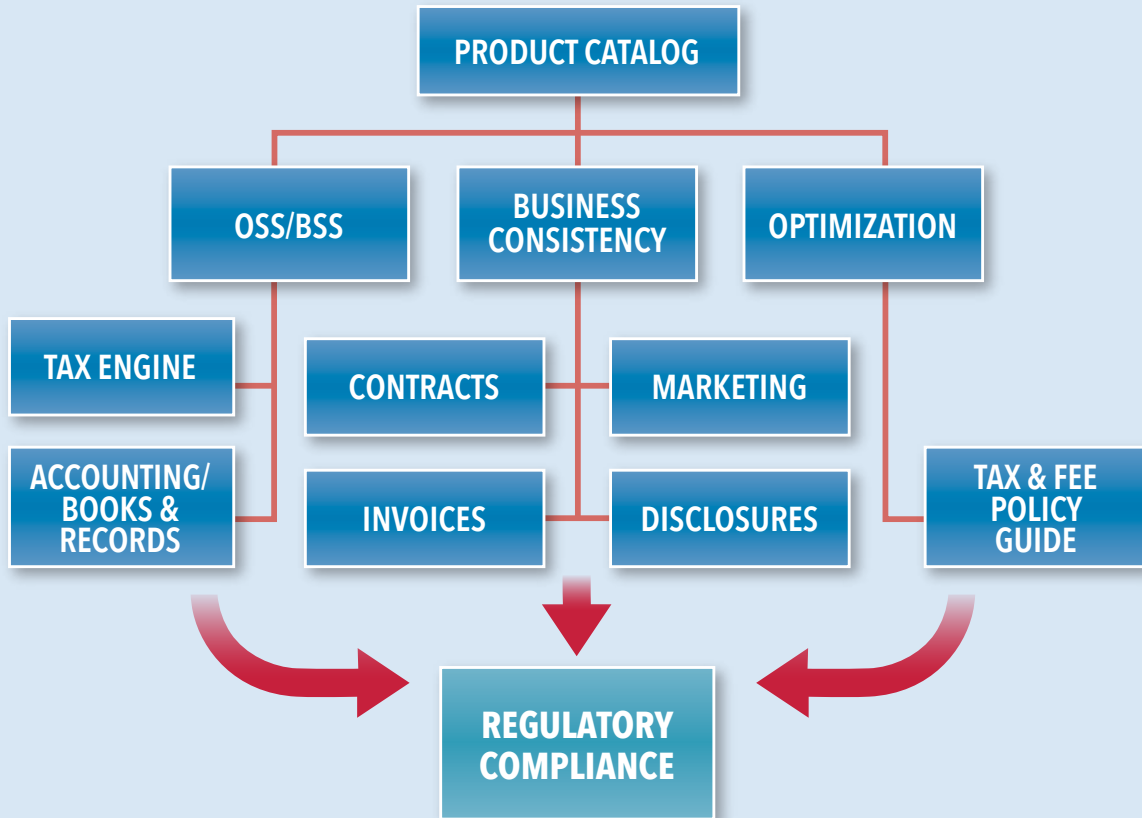 PRODUCT CATALOG
OSS/BSS
BUSINESS
CONSISTENCY
OPTIMIZATION
TAX ENGINE
CONTRACTS
MARKETING
ACCOUNTING/
BOOKS &
RECORDS
INVOICES
DISCLOSURES
TAX & FEE
POLICY
GUIDE
REGULATORY
COMPLIANCE